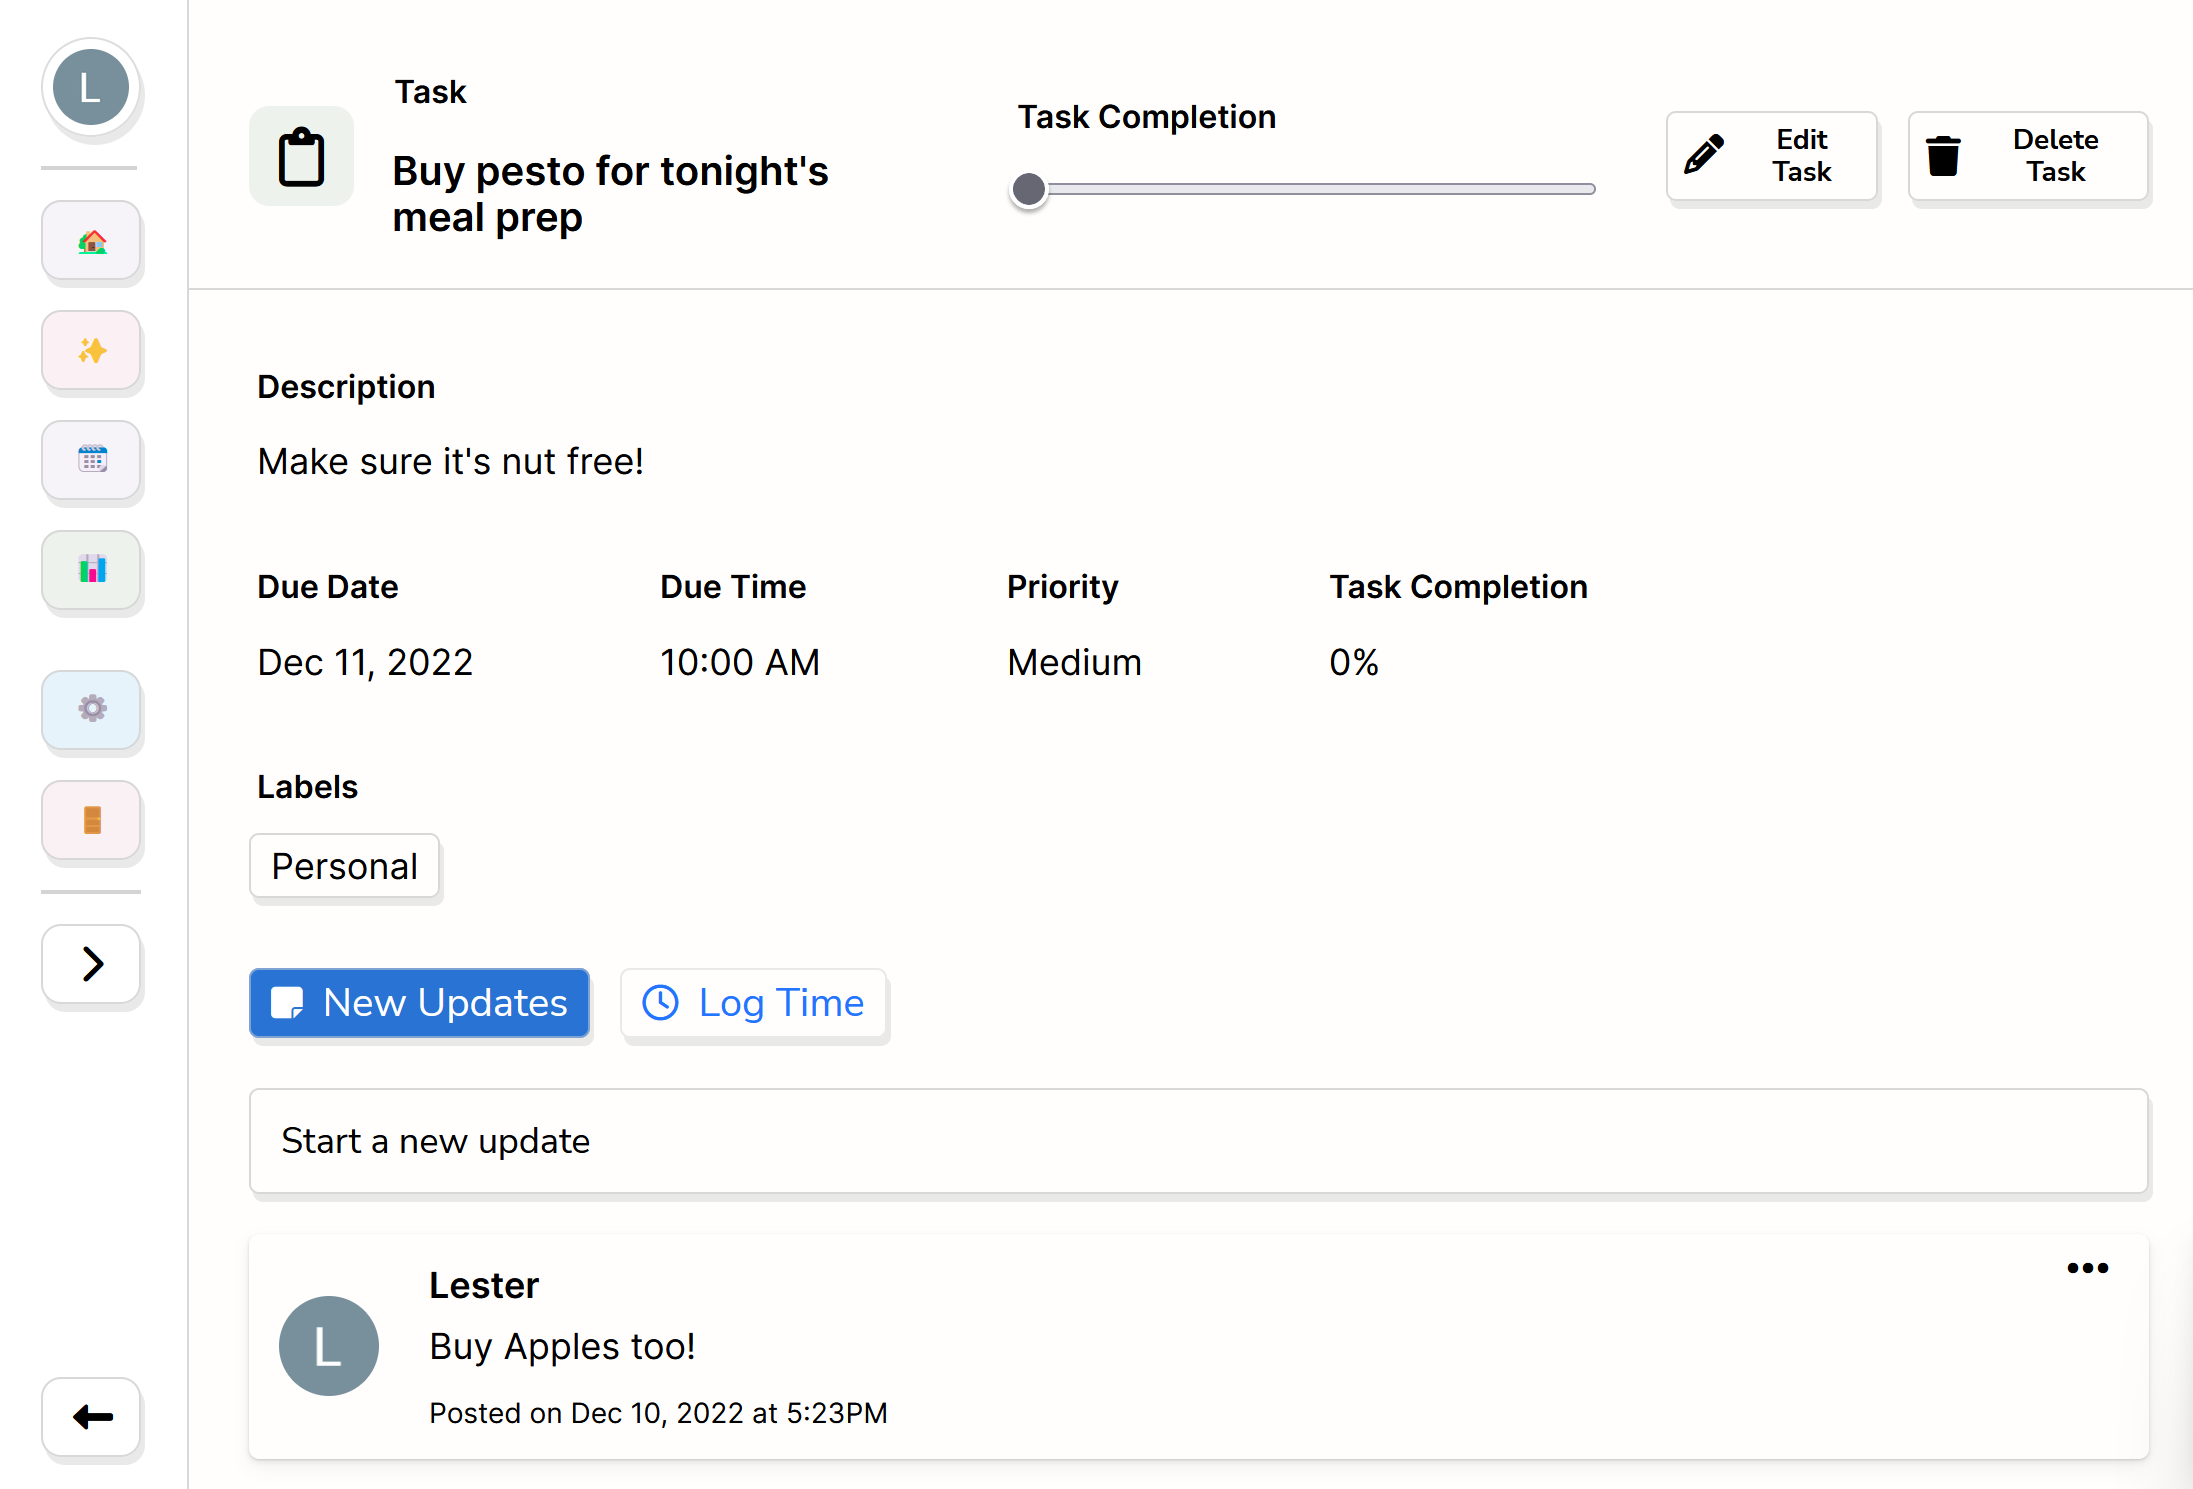 L
Task
Buy pesto for tonight's
meal prep
Task Completion
Edit
Task
Delete
Task
Description
Make sure it's nut free!
Due Date
Due Time
Priority
Task Completion
Dec 11, 2022
10:00 AM
Medium
0%
Labels
Personal
New Updates
Log Time
Start a new update
L
Lester
Buy Apples too!
Posted on Dec 10, 2022 at 5:23PM